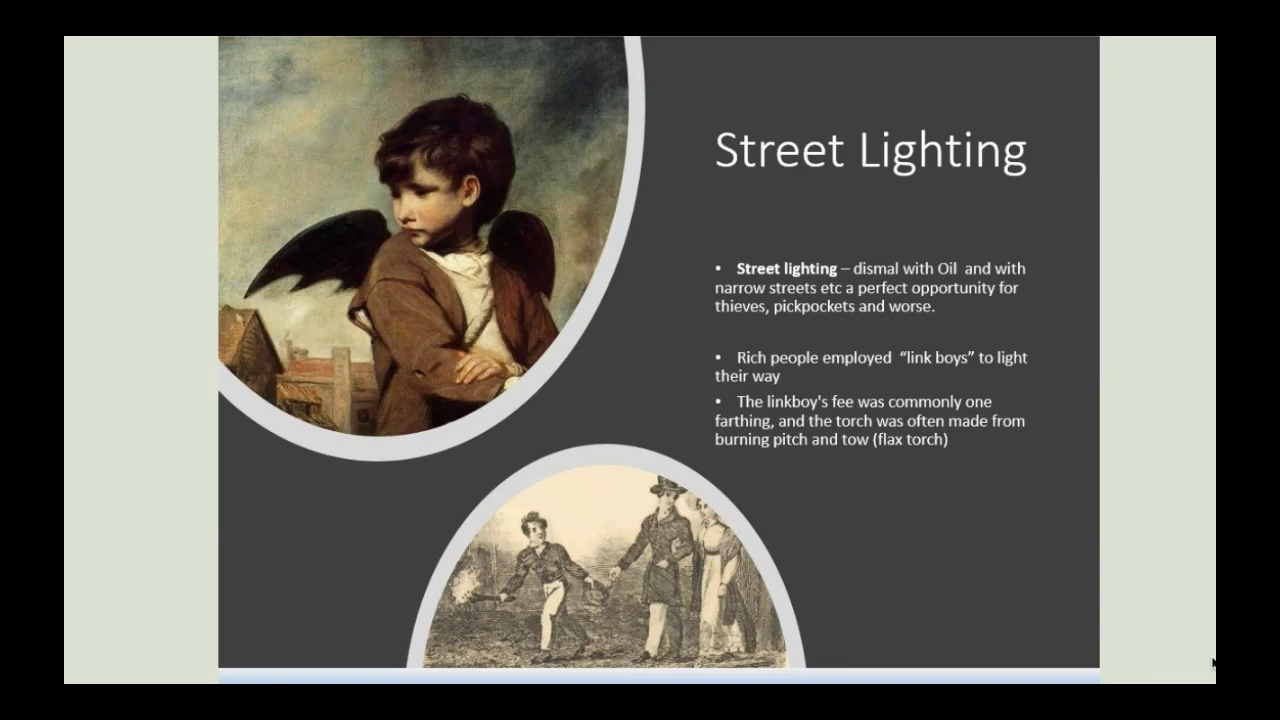 Street Lighting
• Street lighting – dismal with Oil and with
narrow streets etc a perfect opportunity for
thieves, pickpockets and worse.
• Rich people employed “link boys” to light
their way
• The linkboy's fee was commonly one
farthing, and the torch was often made from
burning pitch and tow (flax torch)